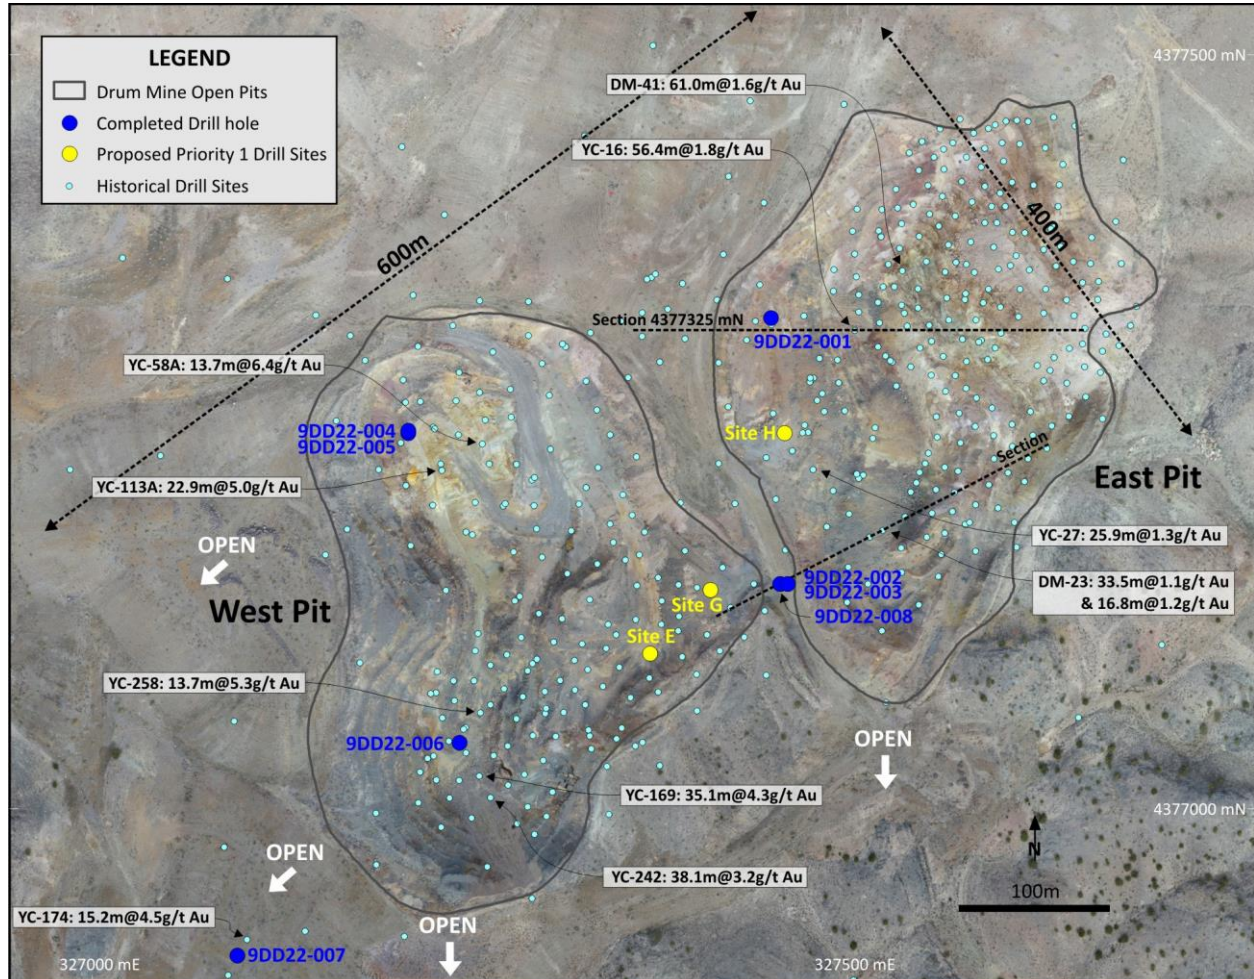 LEGEND
Drum Mine Open Pits
Completed Drill hole
Proposed Priority 1 Drill Sites
Historical Drill Sites
4377500 mN
DM-41: 61.0m@1.6g/t Au
YC-16: 56.4m@1.8g/t Au
600m
400m
Section 4377325 mN
9DD22-001
YC-58A: 13.7m@6.4g/t Au
9DD22-004
9DD22-005
Site H
Section
East Pit
YC-113A: 22.9m@5.0g/t Au
OPEN
YC-27: 25.9m@1.3g/t Au
West Pit
9DD22-002
9DD22-003
9DD22-008
DM-23: 33.5m@1.1g/t Au
& 16.8m@1.2g/t Au
Site G
Site E
YC-258: 13.7m@5.3g/t Au
9DD22-006
OPEN
YC-169: 35.1m@4.3g/t Au
4377000 mN
OPEN
N
YC-242: 38.1m@3.2g/t Au
100m
YC-174: 15.2m@4.5g/t Au
OPEN
9DD22-007
327000 mE
327500 mE